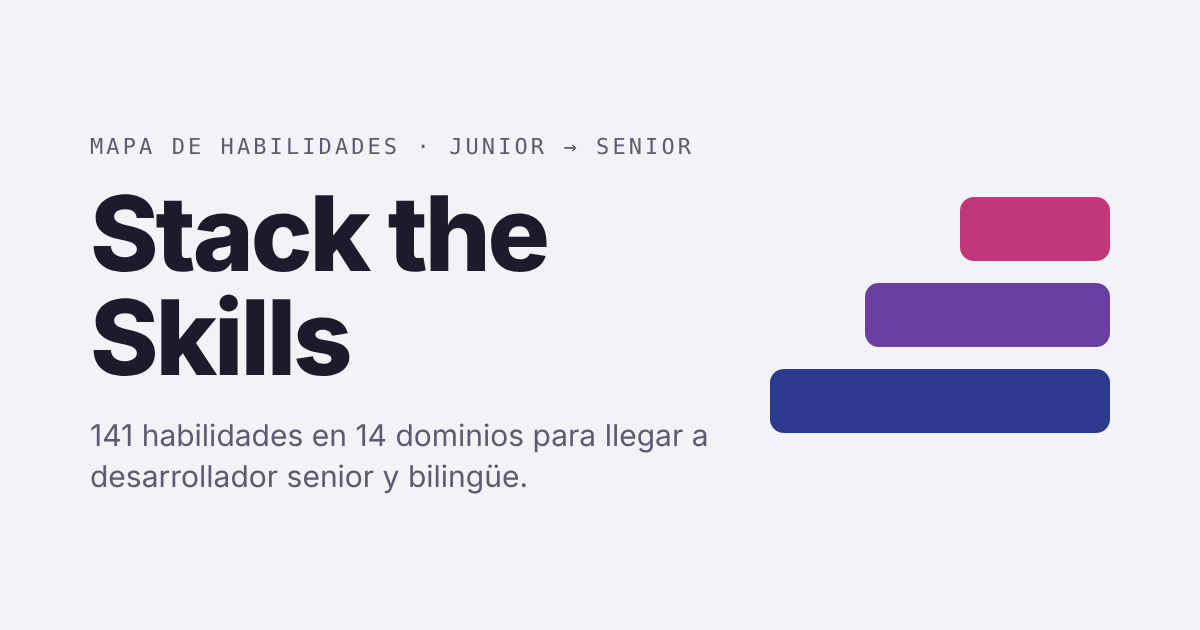 MAPA DE HABILIDADES · JUNIOR → SENIOR
Stack the
Skills
141 habilidades en 14 dominios para llegar a
desarrollador senior y bilingüe.